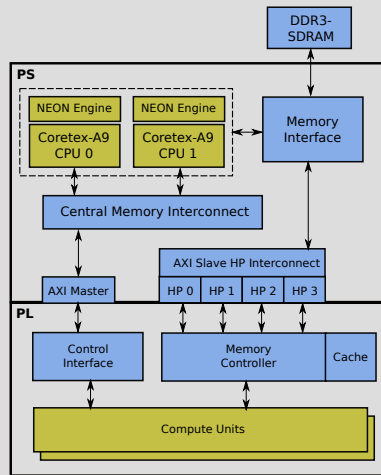 DDR3-
SDRAM
PS
NEON Engine
NEON Engine
Coretex-A9
CPU 0
Coretex-A9
CPU 1
Memory
Interface
Central Memory Interconnect
AXI Slave HP Interconnect
AXI Master
HP 0
HP 1
HP 2
HP 3
PL
Control
Interface
Memory
Controller
Cache
Compute Units